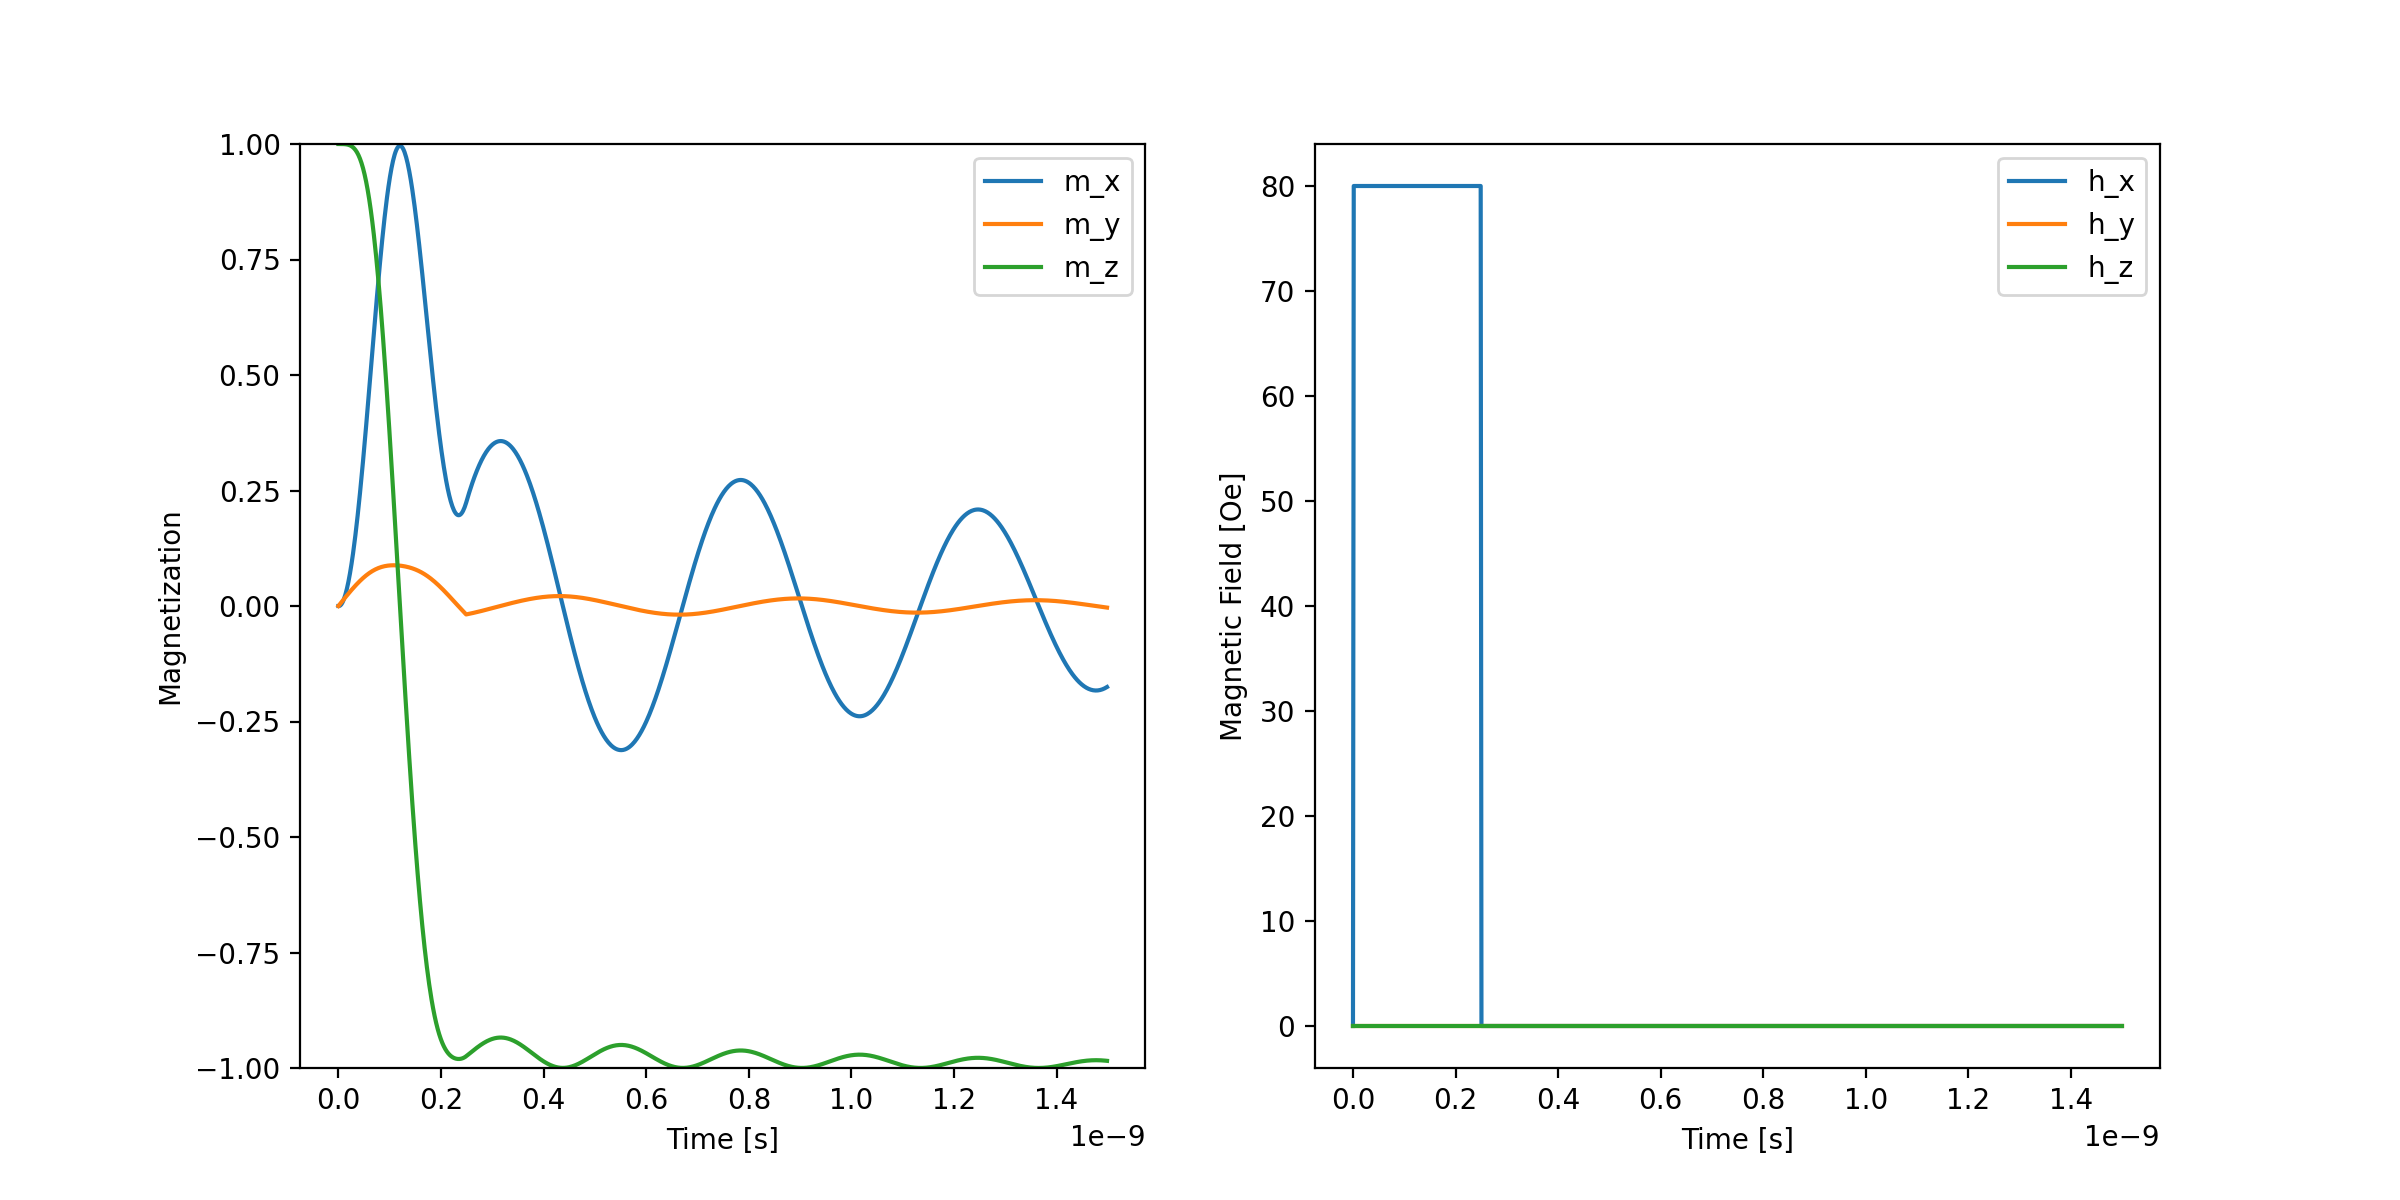 1.00
0.75
0.50
0.25
0.00
−0.25
−0.50
−0.75
−1.00
Magnetization
m_x
m_y
m_z
0.0 0.2 0.4 0.6 0.8 1.0 1.2 1.4
Time [s]
1e−9
80
70
60
50
40
30
20
10
0
Magnetic Field [Oe]
h_x
h_y
h_z
0.0 0.2 0.4 0.6 0.8 1.0 1.2 1.4
Time [s]
1e−9